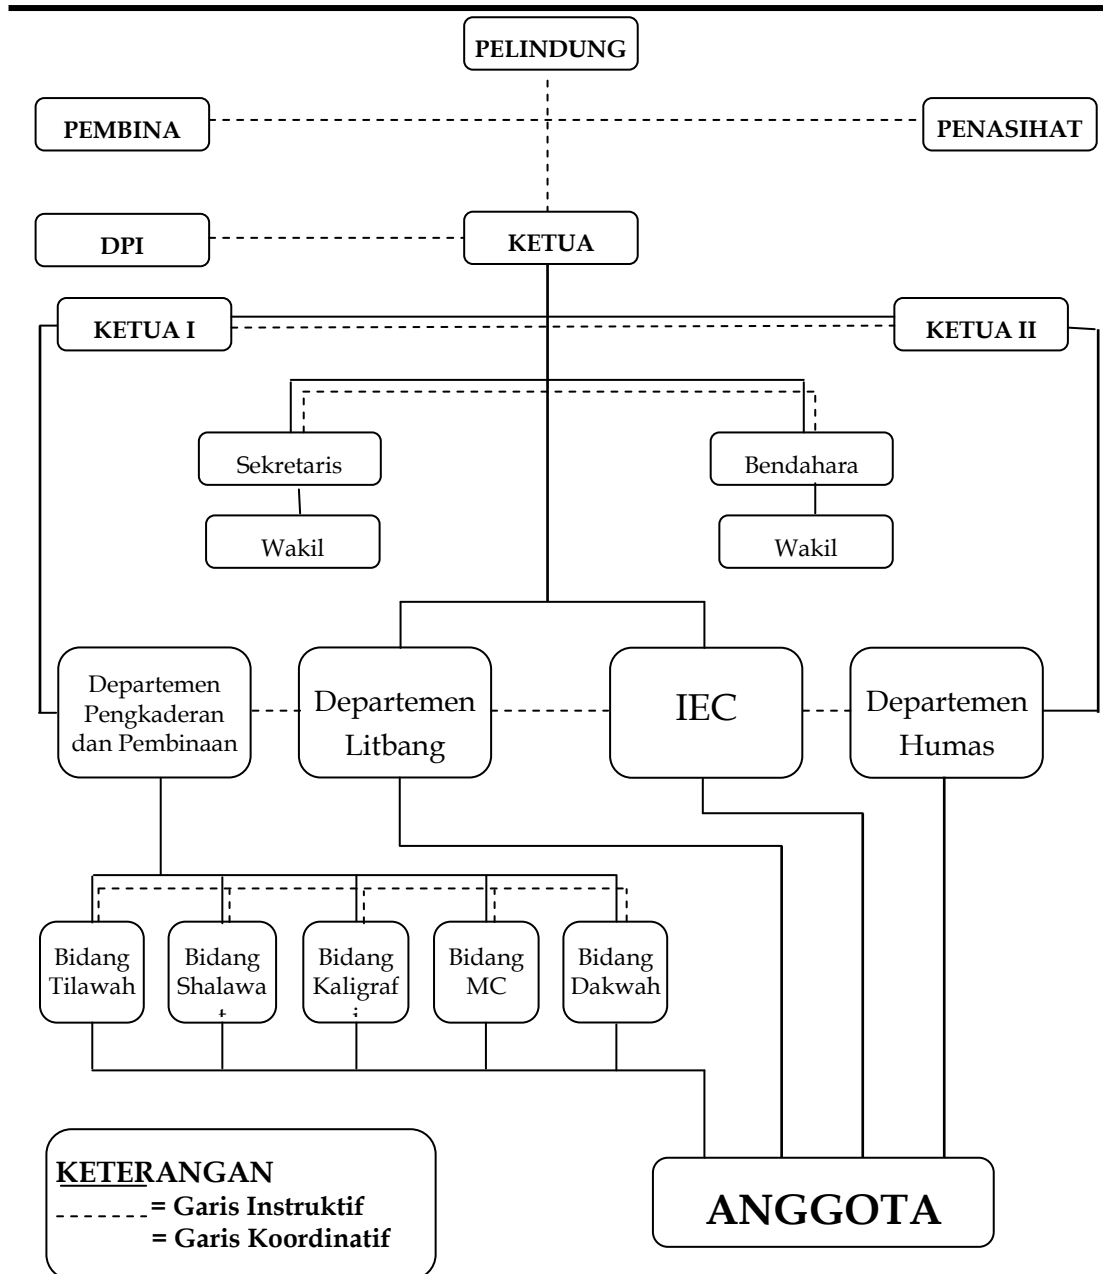 PELINDUNG
PEMBINA
PENASIHAT
DPI
KETUA
KETUA I
KETUA II
Sekretaris
Bendahara
Wakil
Wakil
Departemen
Pengkaderan
dan Pembinaan
Departemen
Litbang
IEC
Departemen
Humas
Bidang
Tilawah
Bidang
Shalawa
Bidang
Kaligraf
Bidang
MC
Bidang
Dakwah
KETERANGAN
= Garis Instruktif
= Garis Koordinatif
ANGGOTA